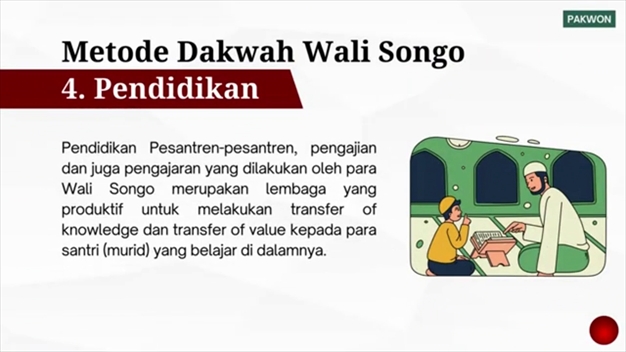 PAKWON
Metode Dakwah Wali Songo
4. Pendidikan
Pendidikan Pesantren-pesantren, pengajian
dan juga pengajaran yang dilakukan oleh para
Wali Songo merupakan lembaga yang
produktif untuk melakukan transfer of
knowledge dan transfer of value kepada para
santri (murid) yang belajar di dalamnya.